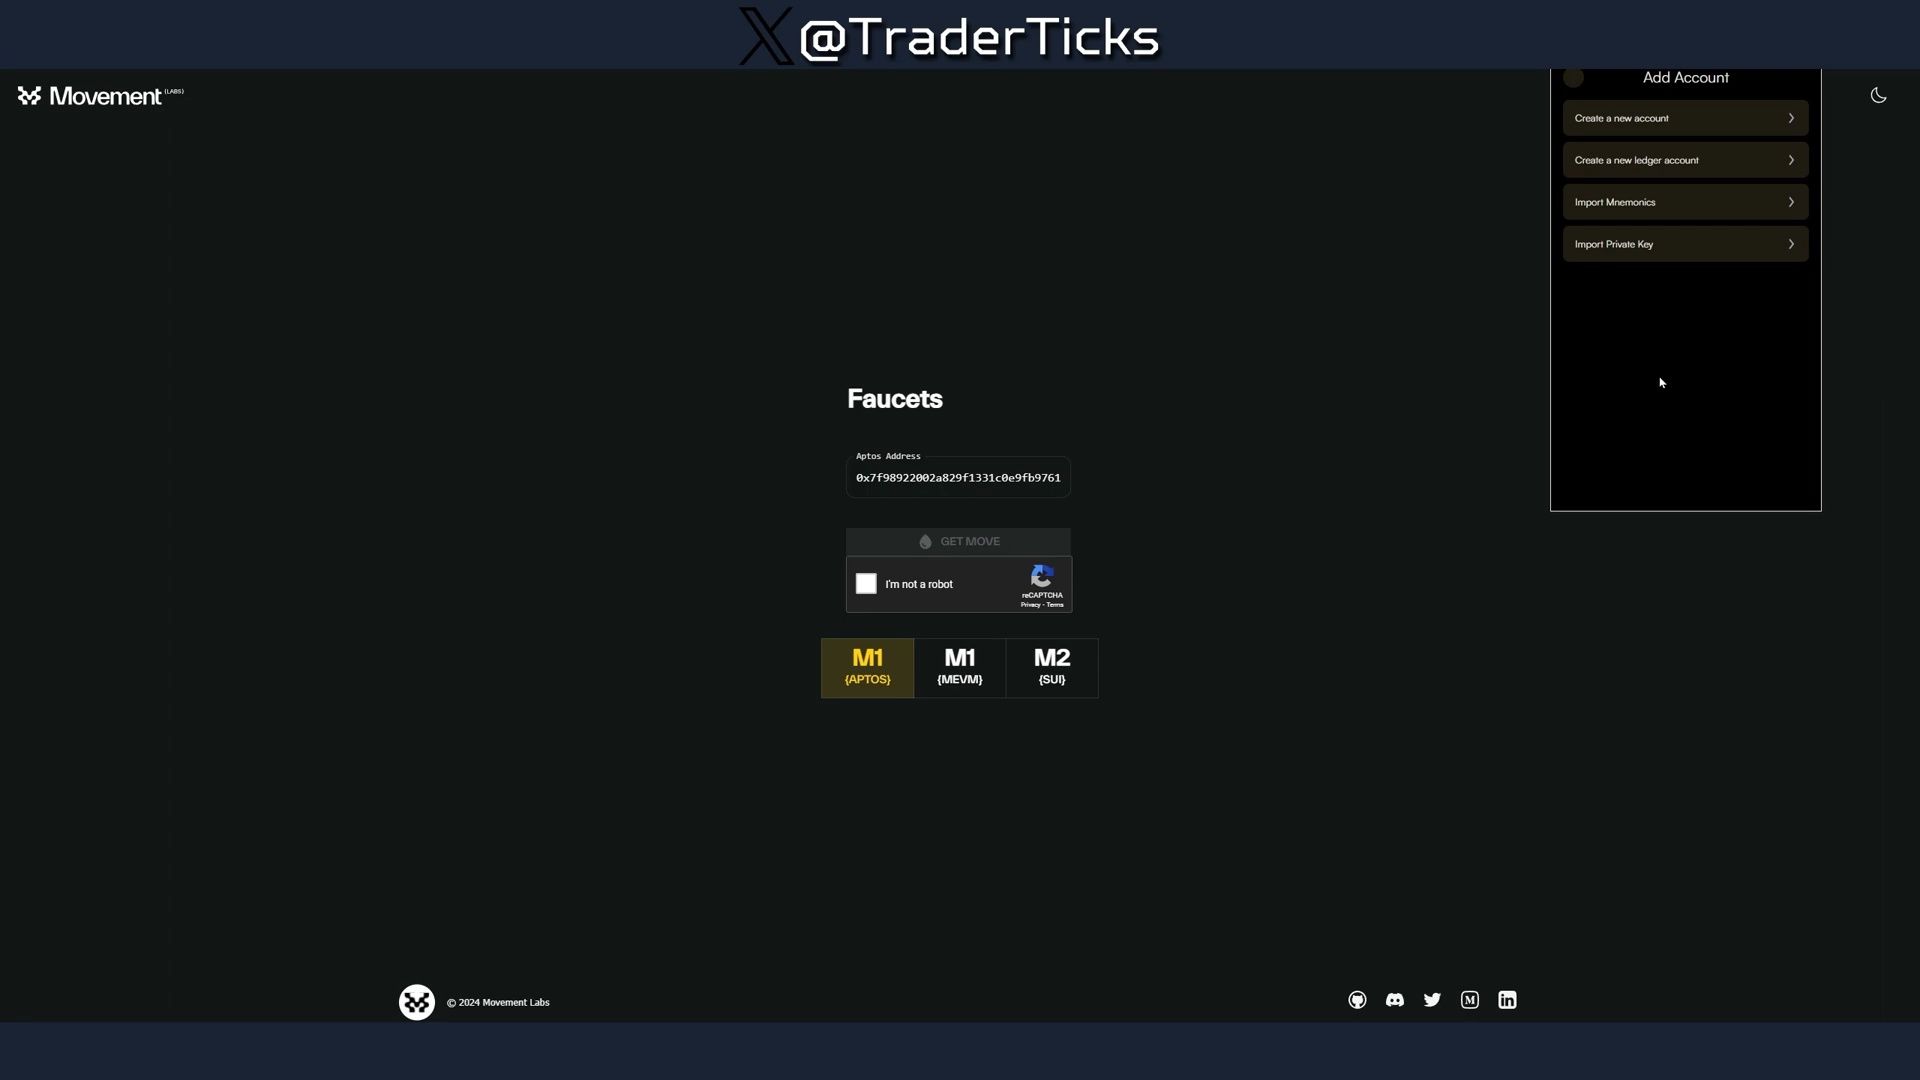 @TraderTicks
Movement (LABS)
Add Account
Create a new account
Create a new ledger account
Import Mnemonics
Import Private Key
Faucets
Aptos Address
0x7f98922002a829f1331c0e9fb9761
GET MOVE
I'm not a robot
reCAPTCHA
Privacy - Terms
M1 M1 M2
{APTOS} {MEVM} {SUI}
© 2024 Movement Labs